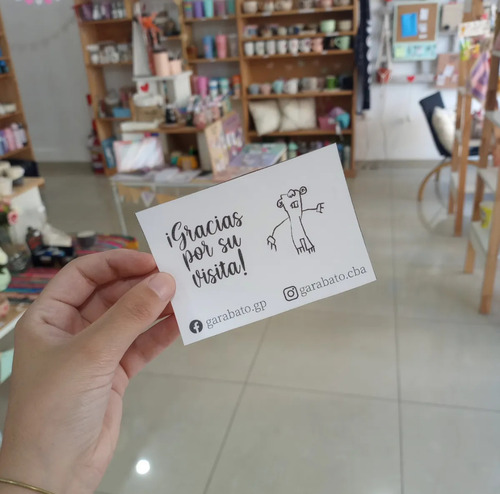 ¡Gracias
por su
visita!
garabato.gp
garabato.cba